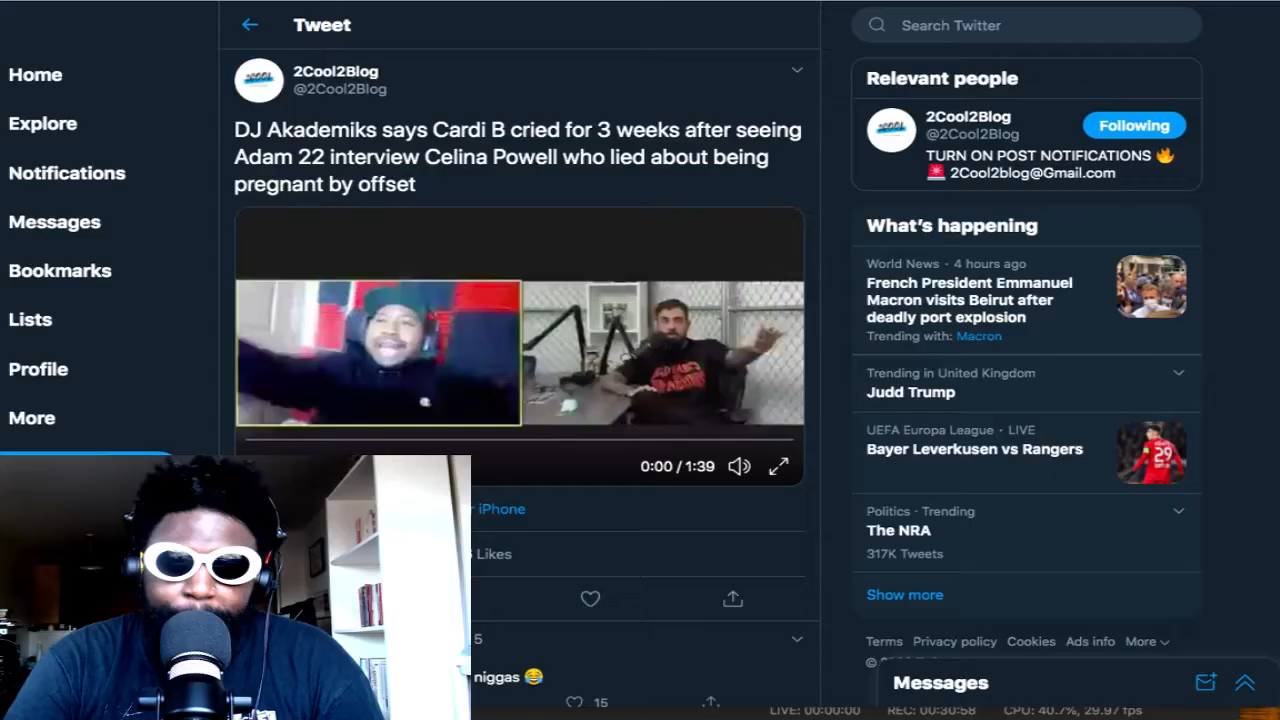 Home
Explore
Notifications
Messages
Bookmarks
Lists
Profile
More
Tweet
2Cool2Blog
@2Cool2Blog
DJ Akademiks says Cardi B cried for 3 weeks after seeing
Adam 22 interview Celina Powell who lied about being
pregnant by offset
0:00 / 1:39
iPhone
Likes
5
niggas 😂
15
Search Twitter
Relevant people
2Cool2Blog
@2Cool2Blog
Following
TURN ON POST NOTIFICATIONS 🔥
🚨 2Cool2blog@Gmail.com
What's happening
World News · 4 hours ago
French President Emmanuel
Macron visits Beirut after
deadly port explosion
Trending with: Macron
Trending in United Kingdom
Judd Trump
UEFA Europa League · LIVE
Bayer Leverkusen vs Rangers
29
Politics · Trending
The NRA
317K Tweets
Show more
Terms Privacy policy Cookies Ads info More
©
Messages
LIVE: 00:00:00 REC: 00:30:58 CPU: 40.7%, 29.97 fps